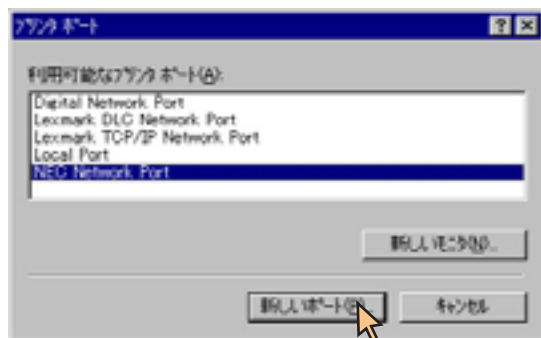 プリンタ ポート
利用可能なプリンタ ポート(A):
Digital Network Port
Lexmark DLC Network Port
Lexmark TCP/IP Network Port
Local Port
NEC Network Port
新しいモニタ(N)...
新しいポート(P)...
キャンセル